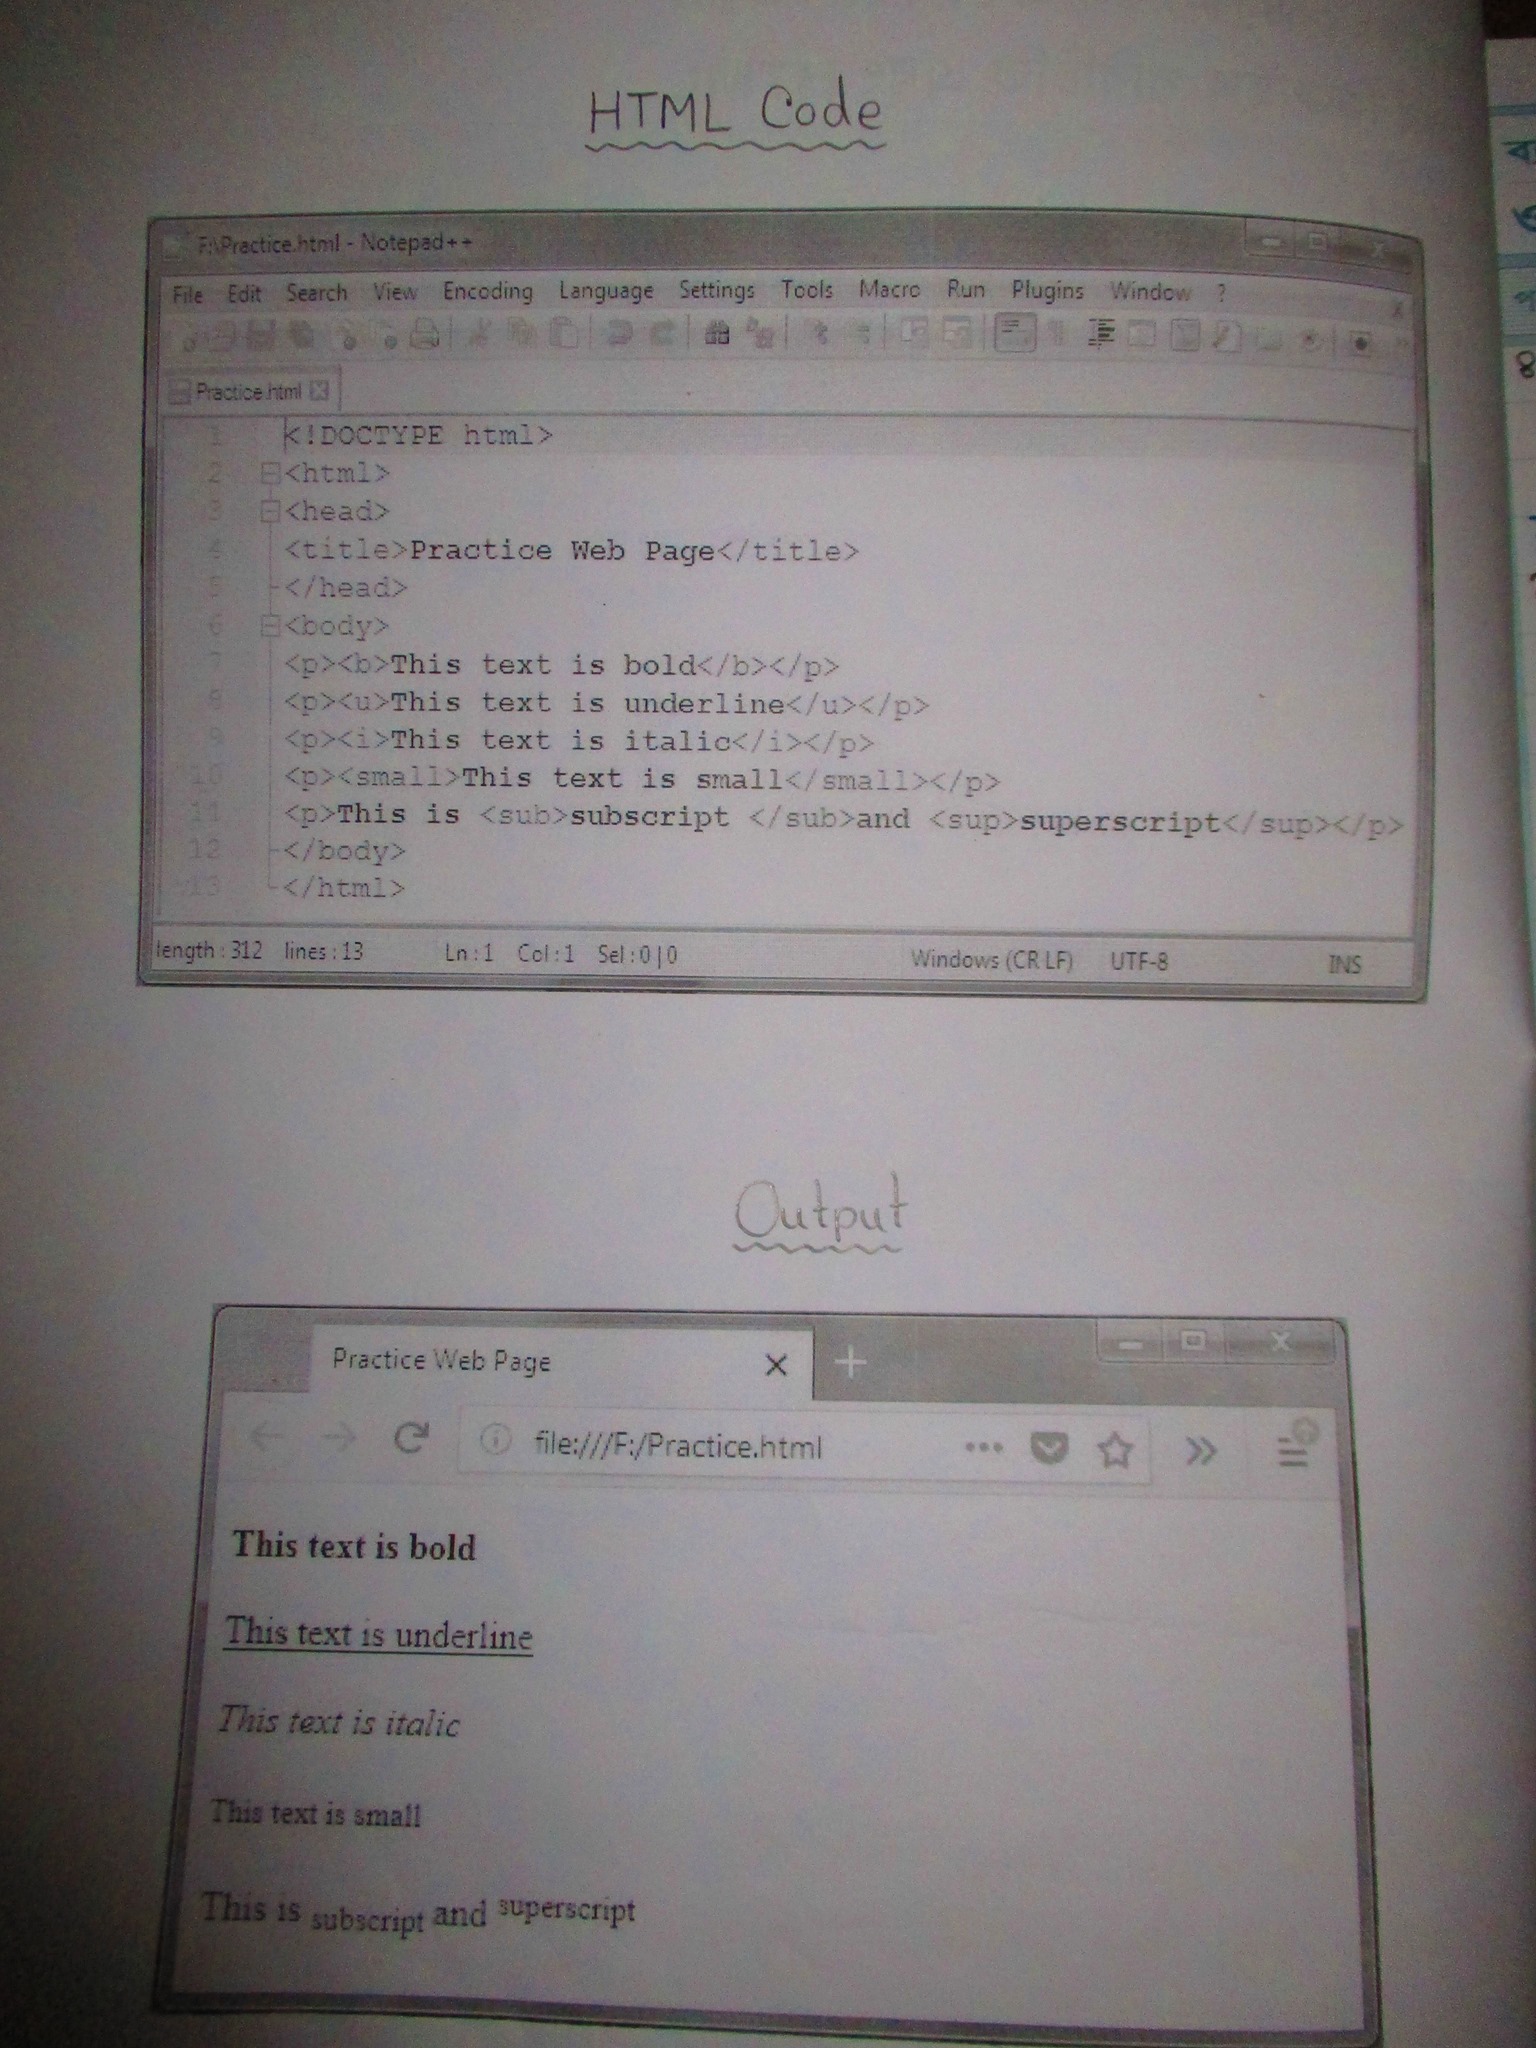 HTML Code
F:\Practice.html - Notepad++
File Edit Search View Encoding Language Settings Tools Macro Run Plugins Window ?
Practice.html
1 <!DOCTYPE html>
2 <html>
3 <head>
4 <title>Practice Web Page</title>
5 </head>
6 <body>
7 <p><b>This text is bold</b></p>
8 <p><u>This text is underline</u></p>
9 <p><i>This text is italic</i></p>
10 <p><small>This text is small</small></p>
11 <p>This is <sub>subscript </sub>and <sup>superscript</sup></p>
12 </body>
13 </html>
length : 312 lines : 13 Ln : 1 Col : 1 Sel : 0 | 0 Windows (CR LF) UTF-8 INS
Output
Practice Web Page
file:///F:/Practice.html
This text is bold
This text is underline
This text is italic
This text is small
This is subscript and superscript